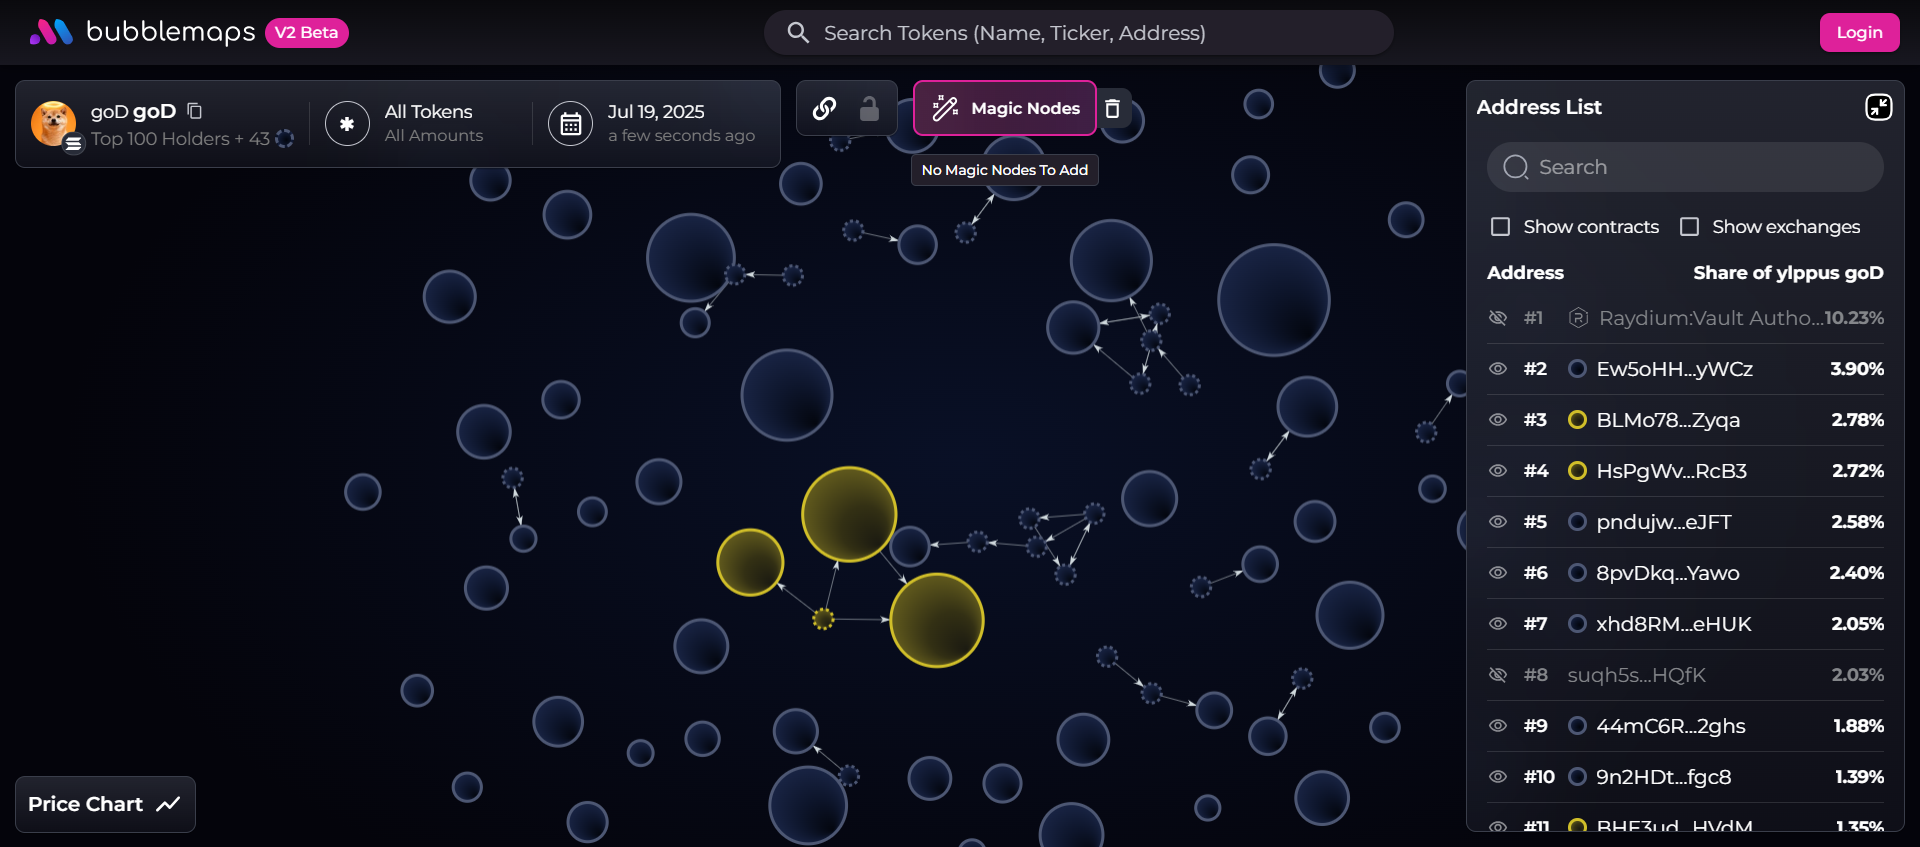 bubblemaps V2 Beta
Search Tokens (Name, Ticker, Address)
Login
goD goD
Top 100 Holders + 43
All Tokens
All Amounts
Jul 19, 2025
a few seconds ago
Magic Nodes
No Magic Nodes To Add
Address List
Search
Show contracts Show exchanges
Address Share of ylppus goD
#1 Raydium:Vault Autho... 10.23%
#2 Ew5oHH...yWCz 3.90%
#3 BLMo78...Zyqa 2.78%
#4 HsPgWv...RcB3 2.72%
#5 pndujw...eJFT 2.58%
#6 8pvDkq...Yawo 2.40%
#7 xhd8RM...eHUK 2.05%
#8 suqh5s...HQfK 2.03%
#9 44mC6R...2ghs 1.88%
#10 9n2HDt...fgc8 1.39%
#11 1.35%
Price Chart